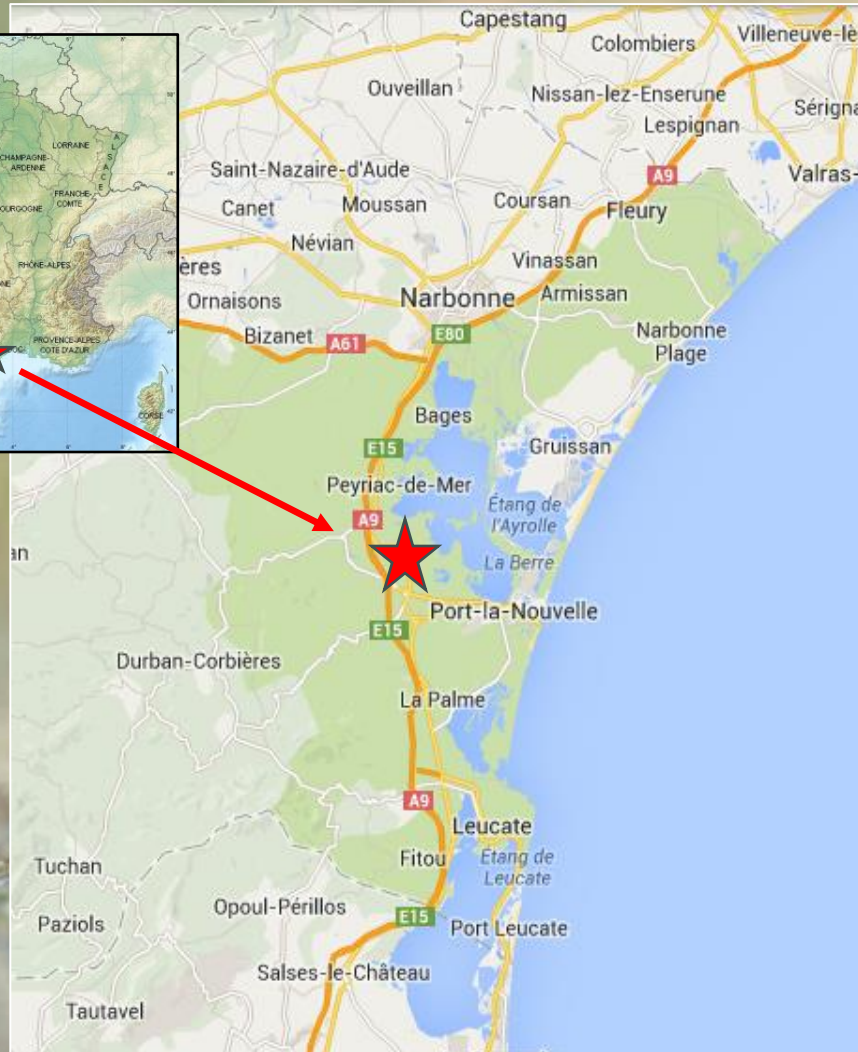 Capestang
Villeneuve-lè
Colombiers
Ouveillan
Nissan-lez-Enserune
Sérigna
Lespignan
Saint-Nazaire-d'Aude
A9
Valras-
Canet
Moussan
Coursan
Fleury
Névian
Vinassan
ères
Ornaisons
Narbonne
Armissan
Bizanet
A61
E80
Narbonne
Plage
Bages
E15
Gruissan
Peyriac-de-Mer
Étang de
l'Ayrolle
A9
an
La Berre
Port-la-Nouvelle
E15
Durban-Corbières
La Palme
A9
Leucate
Fitou
Étang de
Leucate
Tuchan
Opoul-Périllos
Paziols
E15
Port Leucate
Salses-le-Château
Tautavel
LORRAINE
ALSACE
CHAMPAGNE-
ARDENNE
FRANCHE-
COMTE
OURGOGNE
RHÔNE-ALPES
PROVENCE-ALPES
COTE D'AZUR
CORSE